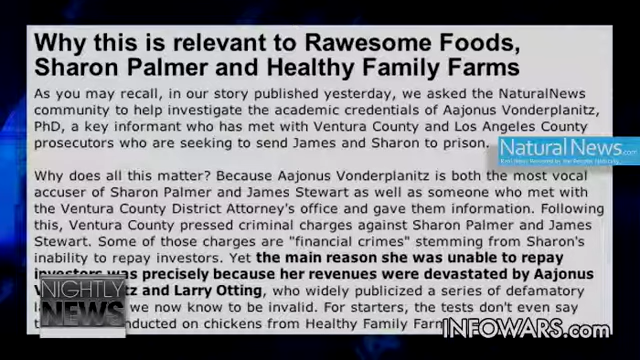 Why this is relevant to Rawesome Foods,
Sharon Palmer and Healthy Family Farms
As you may recall, in our story published yesterday, we asked the NaturalNews
community to help investigate the academic credentials of Aajonus Vonderplanitz,
PhD, a key informant who has met with Ventura County and Los Angeles County
prosecutors who are seeking to send James and Sharon to prison.
NaturalNews.com
Why does all this matter? Because Aajonus Vonderplanitz is both the most vocal
accuser of Sharon Palmer and James Stewart as well as someone who met with
the Ventura County District Attorney's office and gave them information. Following
this, Ventura County pressed criminal charges against Sharon Palmer and James
Stewart. Some of those charges are "financial crimes" stemming from Sharon's
inability to repay investors. Yet the main reason she was unable to repay
investors was precisely because her revenues were devastated by Aajonus
and Larry Otting, who widely publicized a series of defamatory
we now know to be invalid. For starters, the tests don't even say
conducted on chickens from Healthy Family
NIGHTLY
NEWS
INFOWARS.com